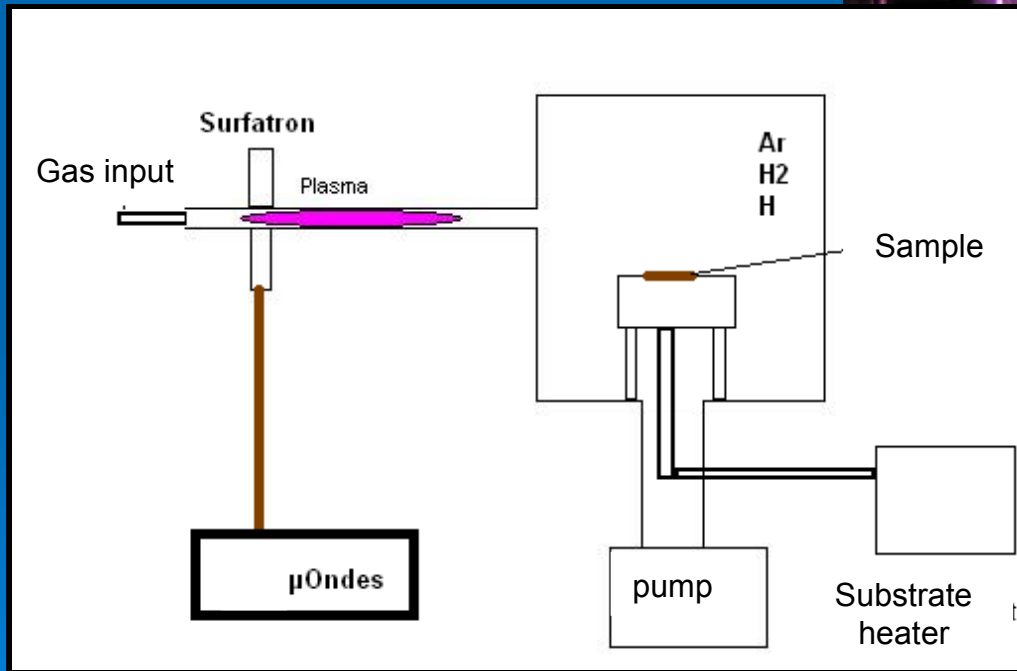 Surfatron
Gas input
Plasma
Ar
H2
H
Sample
µOndes
pump
Substrate
heater
t